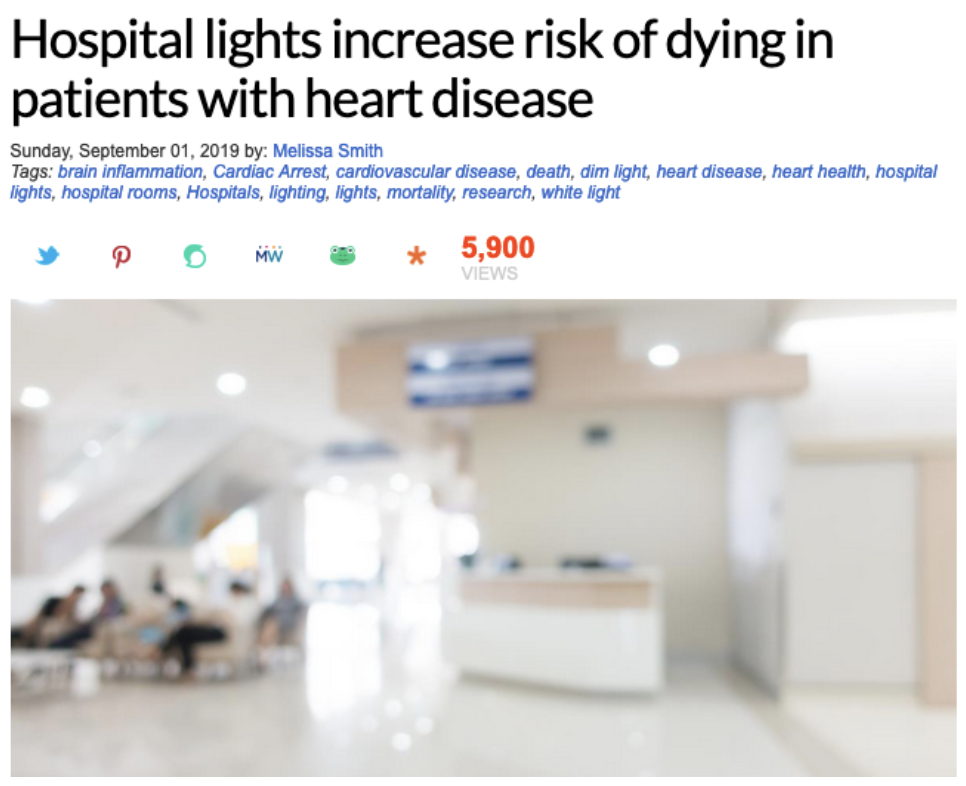 Hospital lights increase risk of dying in
patients with heart disease
Sunday, September 01, 2019 by: Melissa Smith
Tags: brain inflammation, Cardiac Arrest, cardiovascular disease, death, dim light, heart disease, heart health, hospital
lights, hospital rooms, Hospitals, lighting, lights, mortality, research, white light
MW
5,900
VIEWS